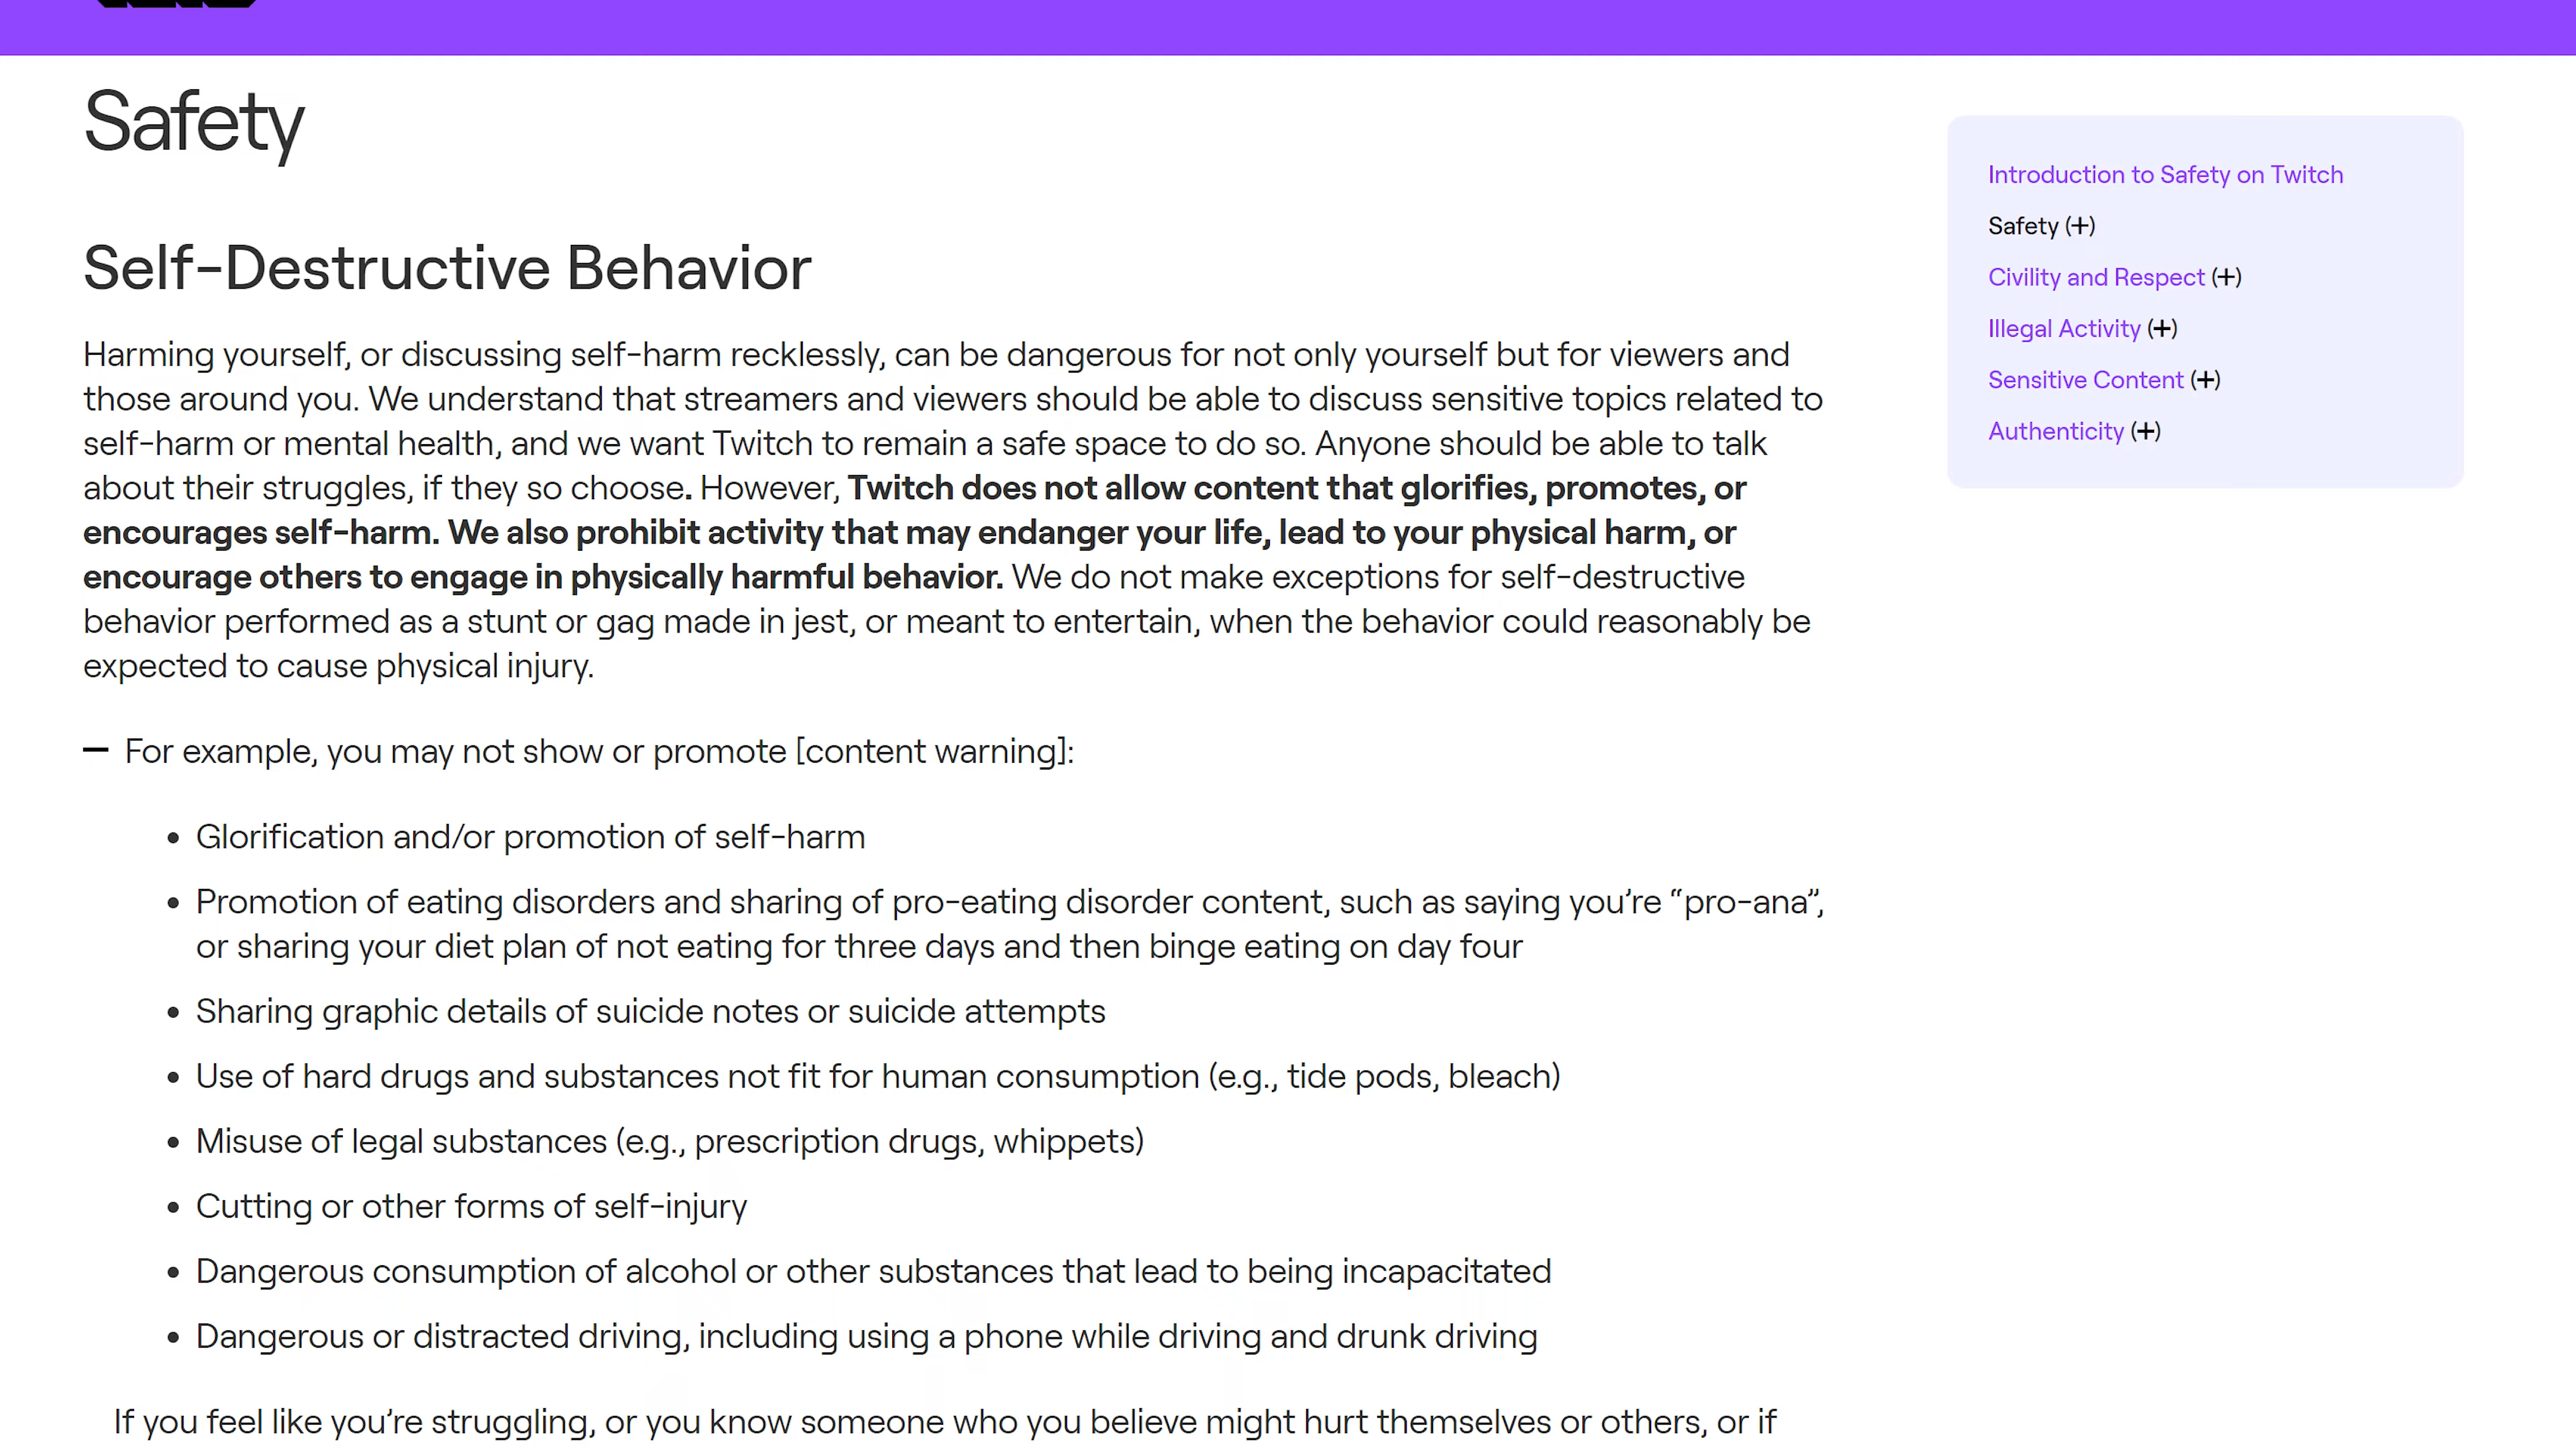 Safety
Self-Destructive Behavior
Harming yourself, or discussing self-harm recklessly, can be dangerous for not only yourself but for viewers and
those around you. We understand that streamers and viewers should be able to discuss sensitive topics related to
self-harm or mental health, and we want Twitch to remain a safe space to do so. Anyone should be able to talk
about their struggles, if they so choose. However, Twitch does not allow content that glorifies, promotes, or
encourages self-harm. We also prohibit activity that may endanger your life, lead to your physical harm, or
encourage others to engage in physically harmful behavior. We do not make exceptions for self-destructive
behavior performed as a stunt or gag made in jest, or meant to entertain, when the behavior could reasonably be
expected to cause physical injury.
— For example, you may not show or promote [content warning]:
• Glorification and/or promotion of self-harm
• Promotion of eating disorders and sharing of pro-eating disorder content, such as saying you’re “pro-ana”,
or sharing your diet plan of not eating for three days and then binge eating on day four
• Sharing graphic details of suicide notes or suicide attempts
• Use of hard drugs and substances not fit for human consumption (e.g., tide pods, bleach)
• Misuse of legal substances (e.g., prescription drugs, whippets)
• Cutting or other forms of self-injury
• Dangerous consumption of alcohol or other substances that lead to being incapacitated
• Dangerous or distracted driving, including using a phone while driving and drunk driving
If you feel like you’re struggling, or you know someone who you believe might hurt themselves or others, or if
Introduction to Safety on Twitch
Safety (+)
Civility and Respect (+)
Illegal Activity (+)
Sensitive Content (+)
Authenticity (+)